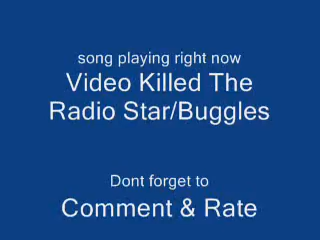 song playing right now
Video Killed The
Radio Star/Buggles
Dont forget to
Comment & Rate